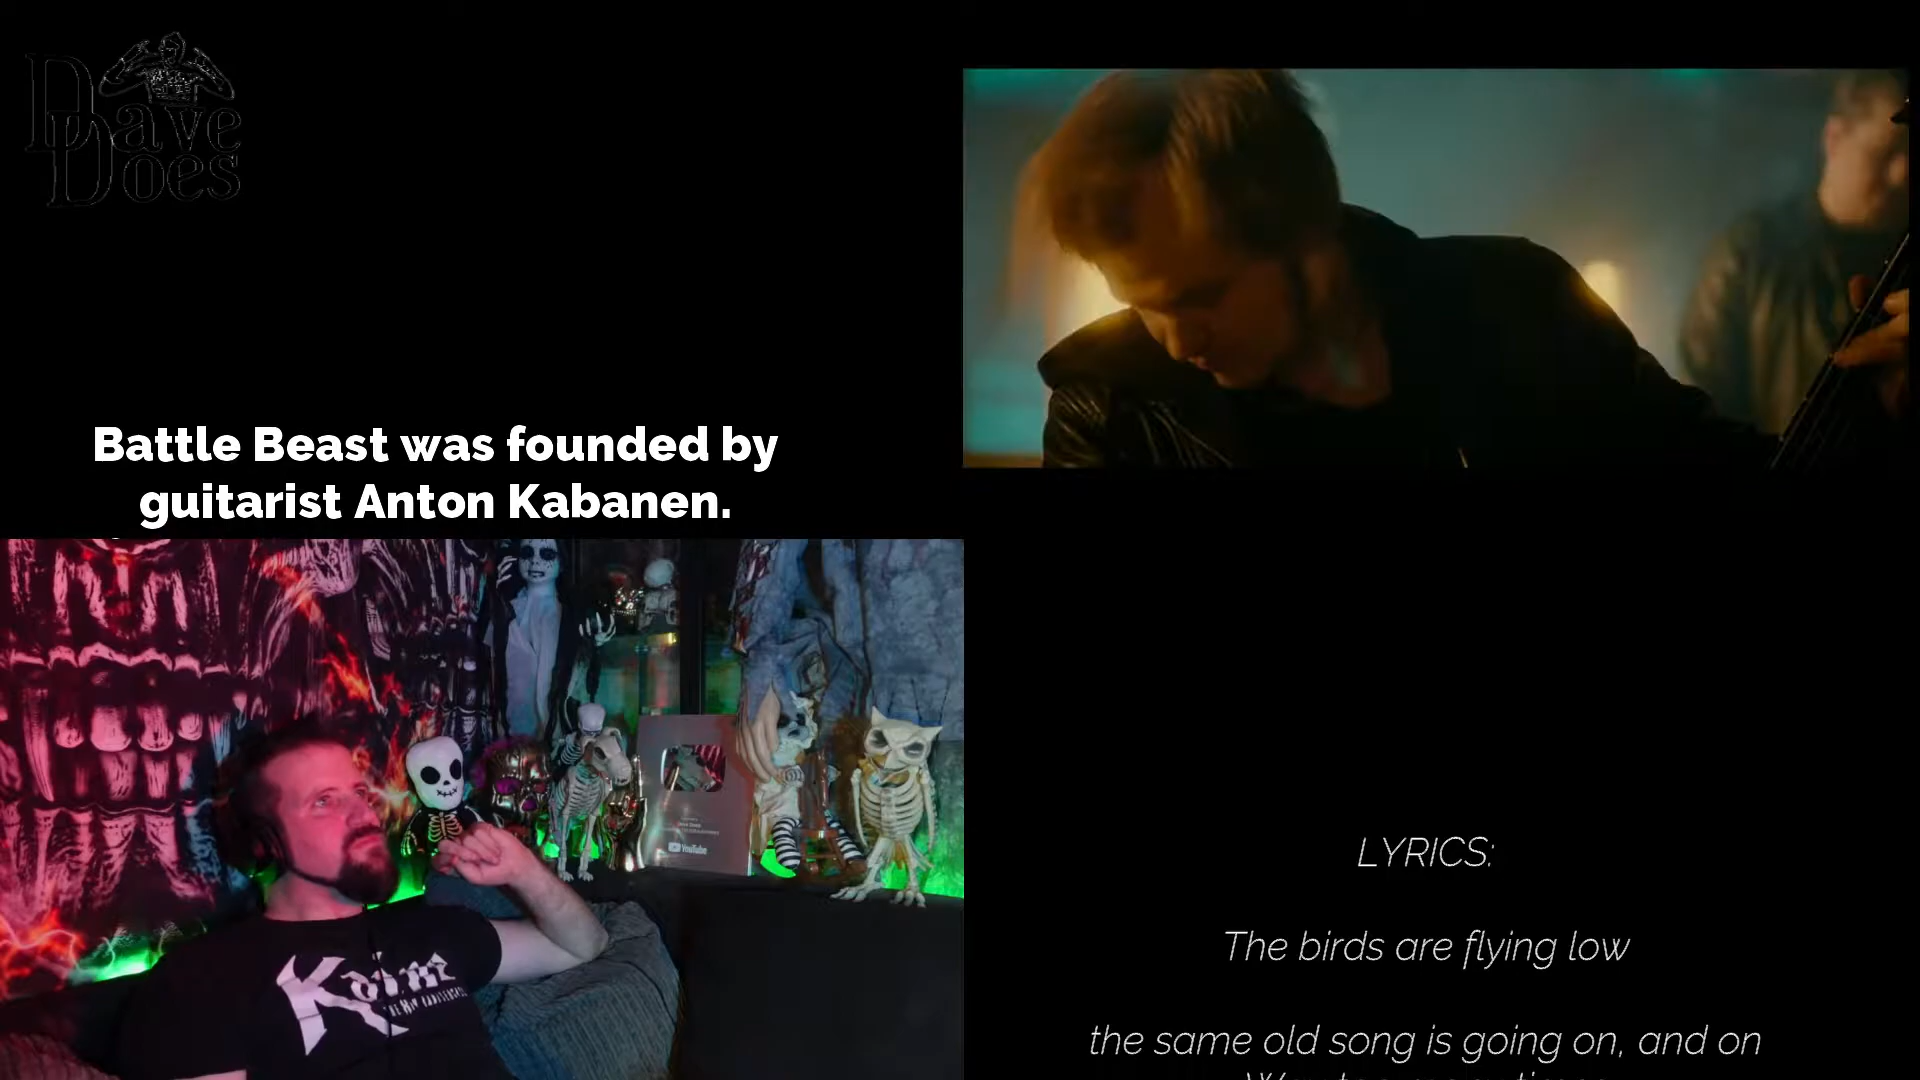 Dave
Does
Battle Beast was founded by
guitarist Anton Kabanen.
YouTube
LYRICS:
The birds are flying low
the same old song is going on, and on